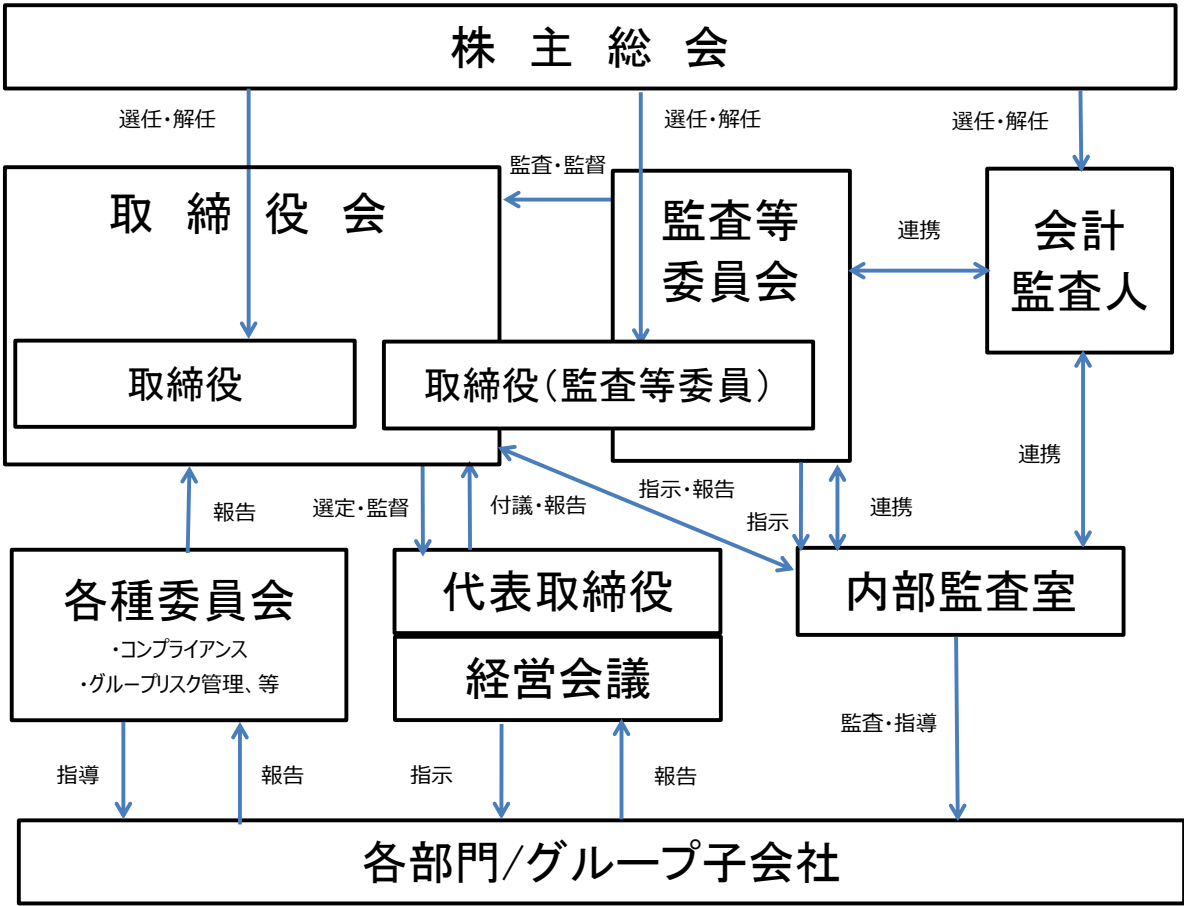 株 主 総 会
選任・解任
選任・解任
選任・解任
取 締 役 会
監査・監督
監査等
委員会
連携
会計
監査人
取締役
取締役(監査等委員)
報告
選定・監督
付議・報告
指示・報告
指示
連携
連携
各種委員会
・コンプライアンス
・グループリスク管理、等
代表取締役
経営会議
内部監査室
指導
報告
指示
報告
監査・指導
各部門/グループ子会社